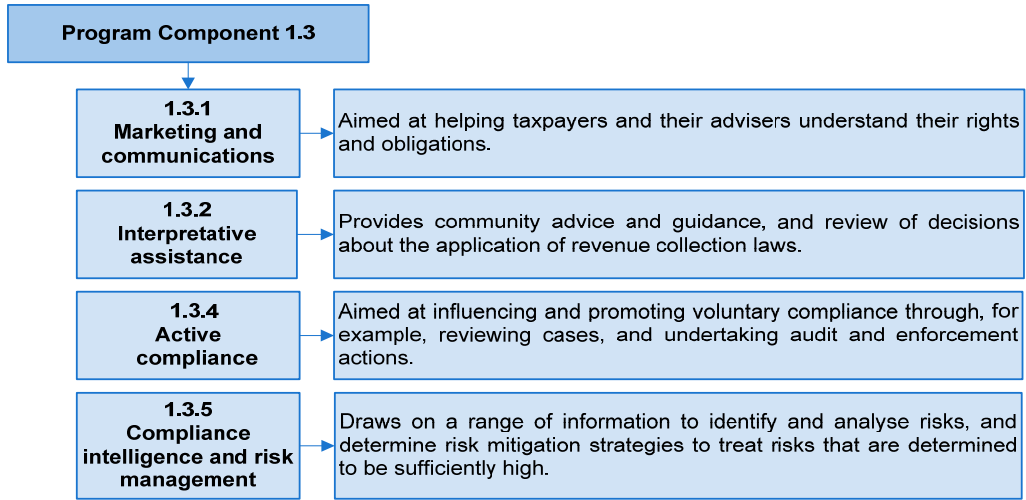 Program Component 1.3
1.3.1
Marketing and
communications
Aimed at helping taxpayers and their advisers understand their rights
and obligations.
1.3.2
Interpretative
assistance
Provides community advice and guidance, and review of decisions
about the application of revenue collection laws.
1.3.4
Active
compliance
Aimed at influencing and promoting voluntary compliance through, for
example, reviewing cases, and undertaking audit and enforcement
actions.
1.3.5
Compliance
intelligence and risk
management
Draws on a range of information to identify and analyse risks, and
determine risk mitigation strategies to treat risks that are determined
to be sufficiently high.